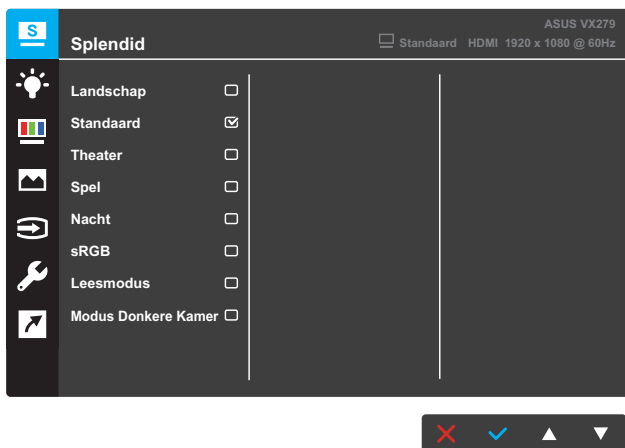 S
ASUS VX279
Splendid
Standaard HDMI 1920 x 1080 @ 60Hz
Landschap
Standaard
Theater
Spel
Nacht
sRGB
Leesmodus
Modus Donkere Kamer